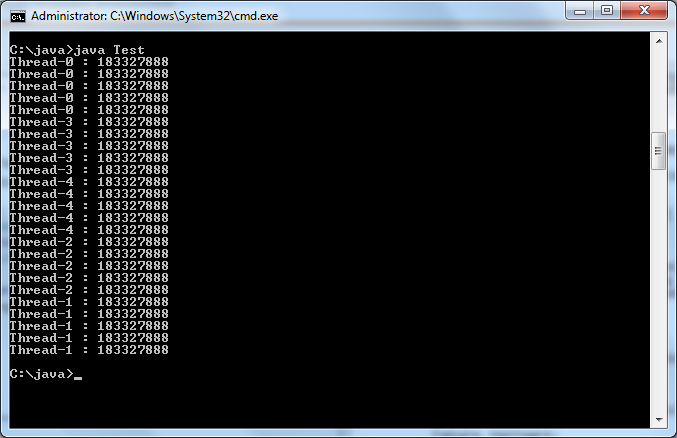 Administrator: C:\Windows\System32\cmd.exe
C:\java>java Test
Thread-0 : 183327888
Thread-0 : 183327888
Thread-0 : 183327888
Thread-0 : 183327888
Thread-0 : 183327888
Thread-3 : 183327888
Thread-3 : 183327888
Thread-3 : 183327888
Thread-3 : 183327888
Thread-3 : 183327888
Thread-4 : 183327888
Thread-4 : 183327888
Thread-4 : 183327888
Thread-4 : 183327888
Thread-4 : 183327888
Thread-2 : 183327888
Thread-2 : 183327888
Thread-2 : 183327888
Thread-2 : 183327888
Thread-2 : 183327888
Thread-1 : 183327888
Thread-1 : 183327888
Thread-1 : 183327888
Thread-1 : 183327888
Thread-1 : 183327888
C:\java>_